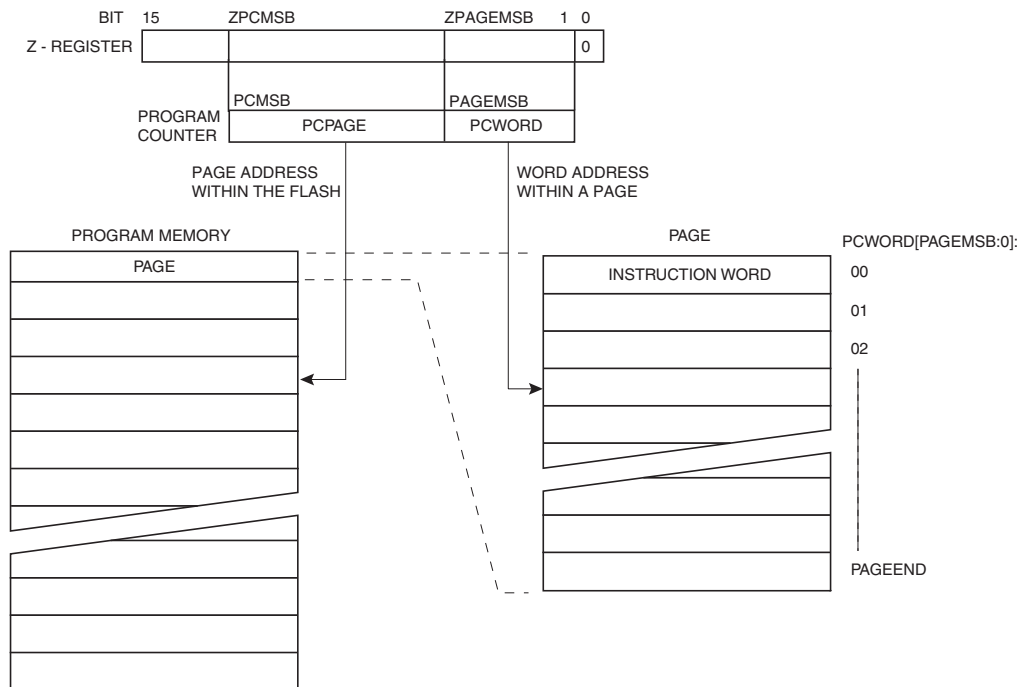 BIT 15 ZPCMSB ZPAGEMSB 1 0
Z - REGISTER 0
PCMSB PAGEMSB
PROGRAM
COUNTER
PCPAGE PCWORD
PAGE ADDRESS
WITHIN THE FLASH
WORD ADDRESS
WITHIN A PAGE
PROGRAM MEMORY
PAGE
PAGE
PCWORD[PAGEMSB:0]:
INSTRUCTION WORD 00
01
02
PAGEEND